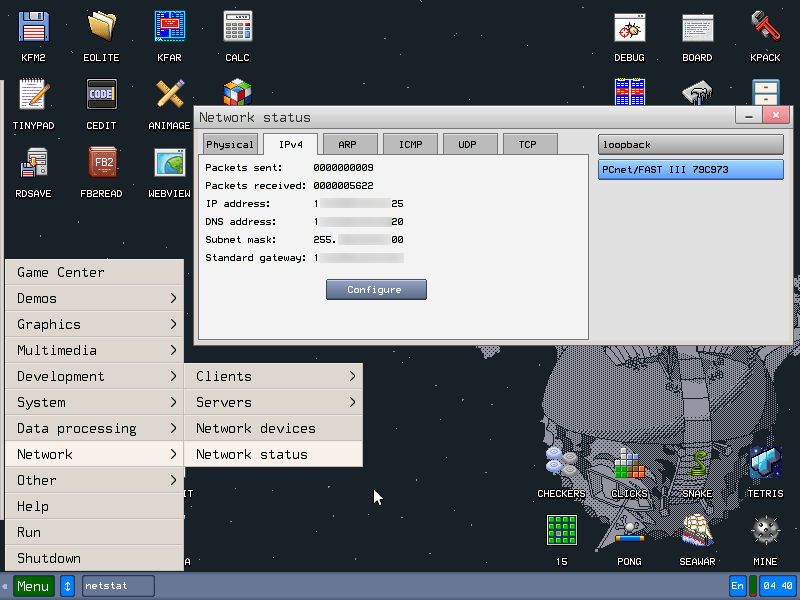 KFM2 EOLITE KFAR CALC DEBUG BOARD KPACK
TINYPAD CEDIT ANIMAGE
RDSAVE FB2READ WEBVIEW
CODE
FB2
Network status
Physical IPv4 ARP ICMP UDP TCP
Packets sent: 0000000009
Packets received: 0000005622
IP address: 1 25
DNS address: 1 20
Subnet mask: 255. 00
Standard gateway: 1
Configure
loopback
PCnet/FAST III 79C973
Game Center
Demos
Graphics
Multimedia
Development
System
Data processing
Network
Other
Help
Run
Shutdown
Clients
Servers
Network devices
Network status
CHECKERS CLICKS SNAKE TETRIS
15 PONG SEAWAR MINE
Menu netstat En 04 40